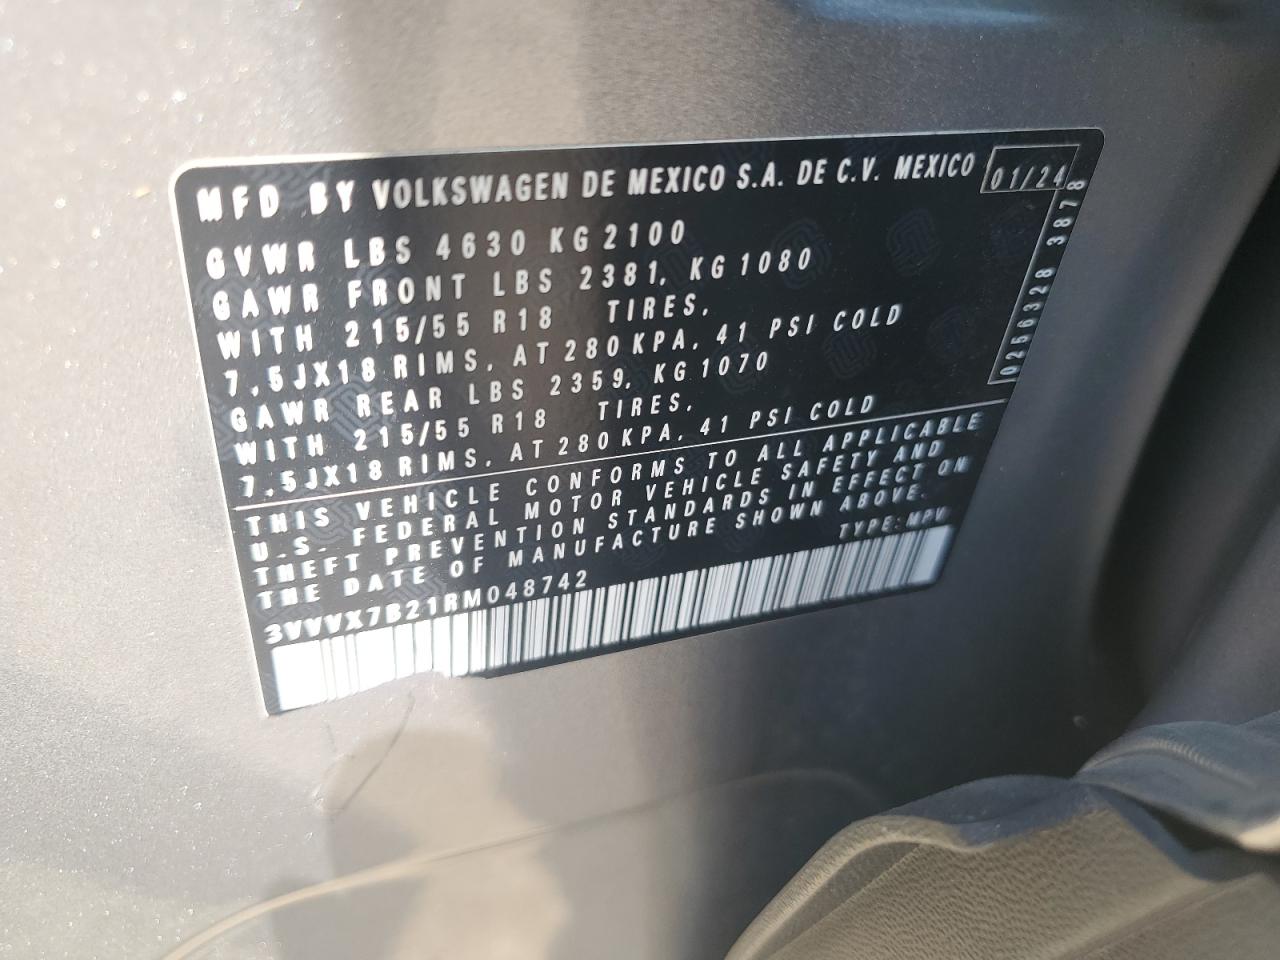 MFD BY VOLKSWAGEN DE MEXICO S.A. DE C.V. MEXICO 01/24
GVWR LBS 4630 KG 2100
GAWR FRONT LBS 2381, KG 1080
WITH 215/55 R18 TIRES,
7,5JX18 RIMS, AT 280 KPA, 41 PSI COLD
GAWR REAR LBS 2359, KG 1070
WITH 215/55 R18 TIRES,
7,5JX18 RIMS, AT 280 KPA, 41 PSI COLD
0256328 3878
THIS VEHICLE CONFORMS TO ALL APPLICABLE
U.S. FEDERAL MOTOR VEHICLE SAFETY AND
THEFT PREVENTION STANDARDS IN EFFECT ON
THE DATE OF MANUFACTURE SHOWN ABOVE.
TYPE: MPV
3VVVX7B21RM048742